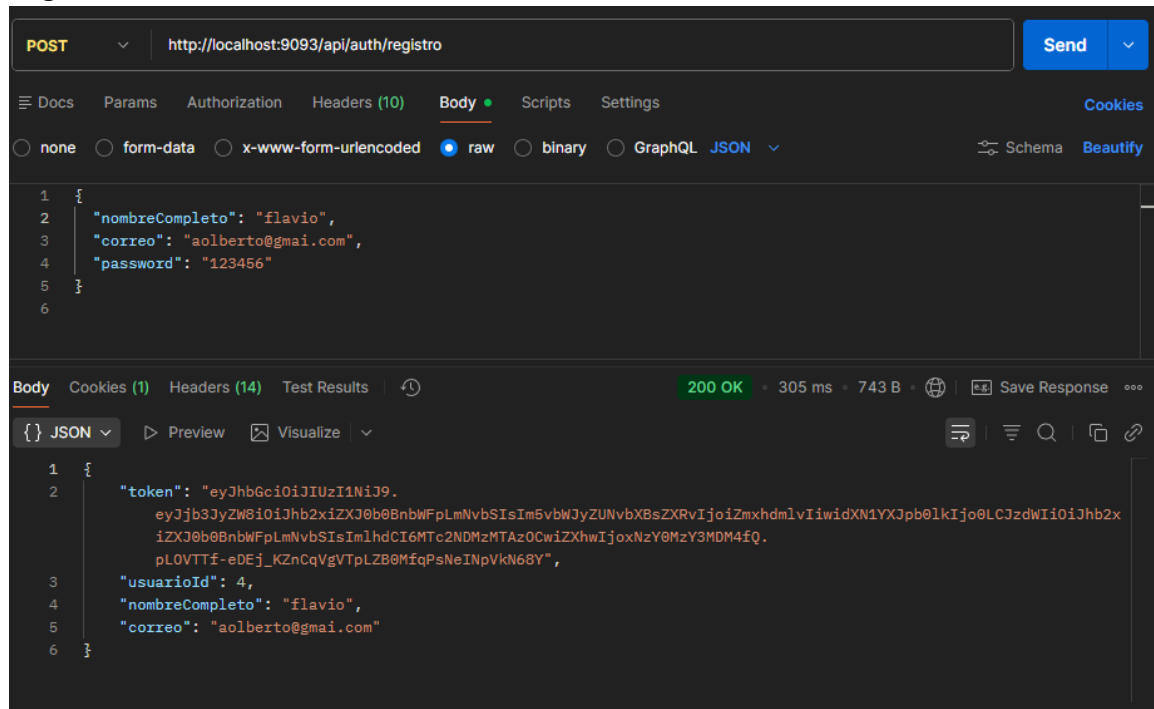 POST http://localhost:9093/api/auth/registro Send
Docs Params Authorization Headers (10) Body Scripts Settings Cookies
none form-data x-www-form-urlencoded raw binary GraphQL JSON Schema Beautify
1 {
2 "nombreCompleto": "flavio",
3 "correo": "aolberto@gmai.com",
4 "password": "123456"
5 }
6
Body Cookies (1) Headers (14) Test Results 200 OK • 305 ms • 743 B • e.g. Save Response
{} JSON Preview Visualize
1 {
2 "token": "eyJhbGciOiJIUzI1NiJ9.
eyJjb3JyZW8iOiJhb2xiZXJ0b0BnbWFpLmNvbSIsIm5vbWJyZUNvbXBsZXRvIjoiZmxhdmlvIiwidXN1YXJpb0lkIjo0LCJzdWIiOiJhb2x
iZXJ0b0BnbWFpLmNvbSIsImlhdCI6MTc2NDMzMTAzOCwiZXhwIjoxNzY0MzY3MDM4fQ.
pLOVTTf-eDEj_KZnCqVgVTpLZB0MfqPsNeINpVkN68Y",
3 "usuarioId": 4,
4 "nombreCompleto": "flavio",
5 "correo": "aolberto@gmai.com"
6 }